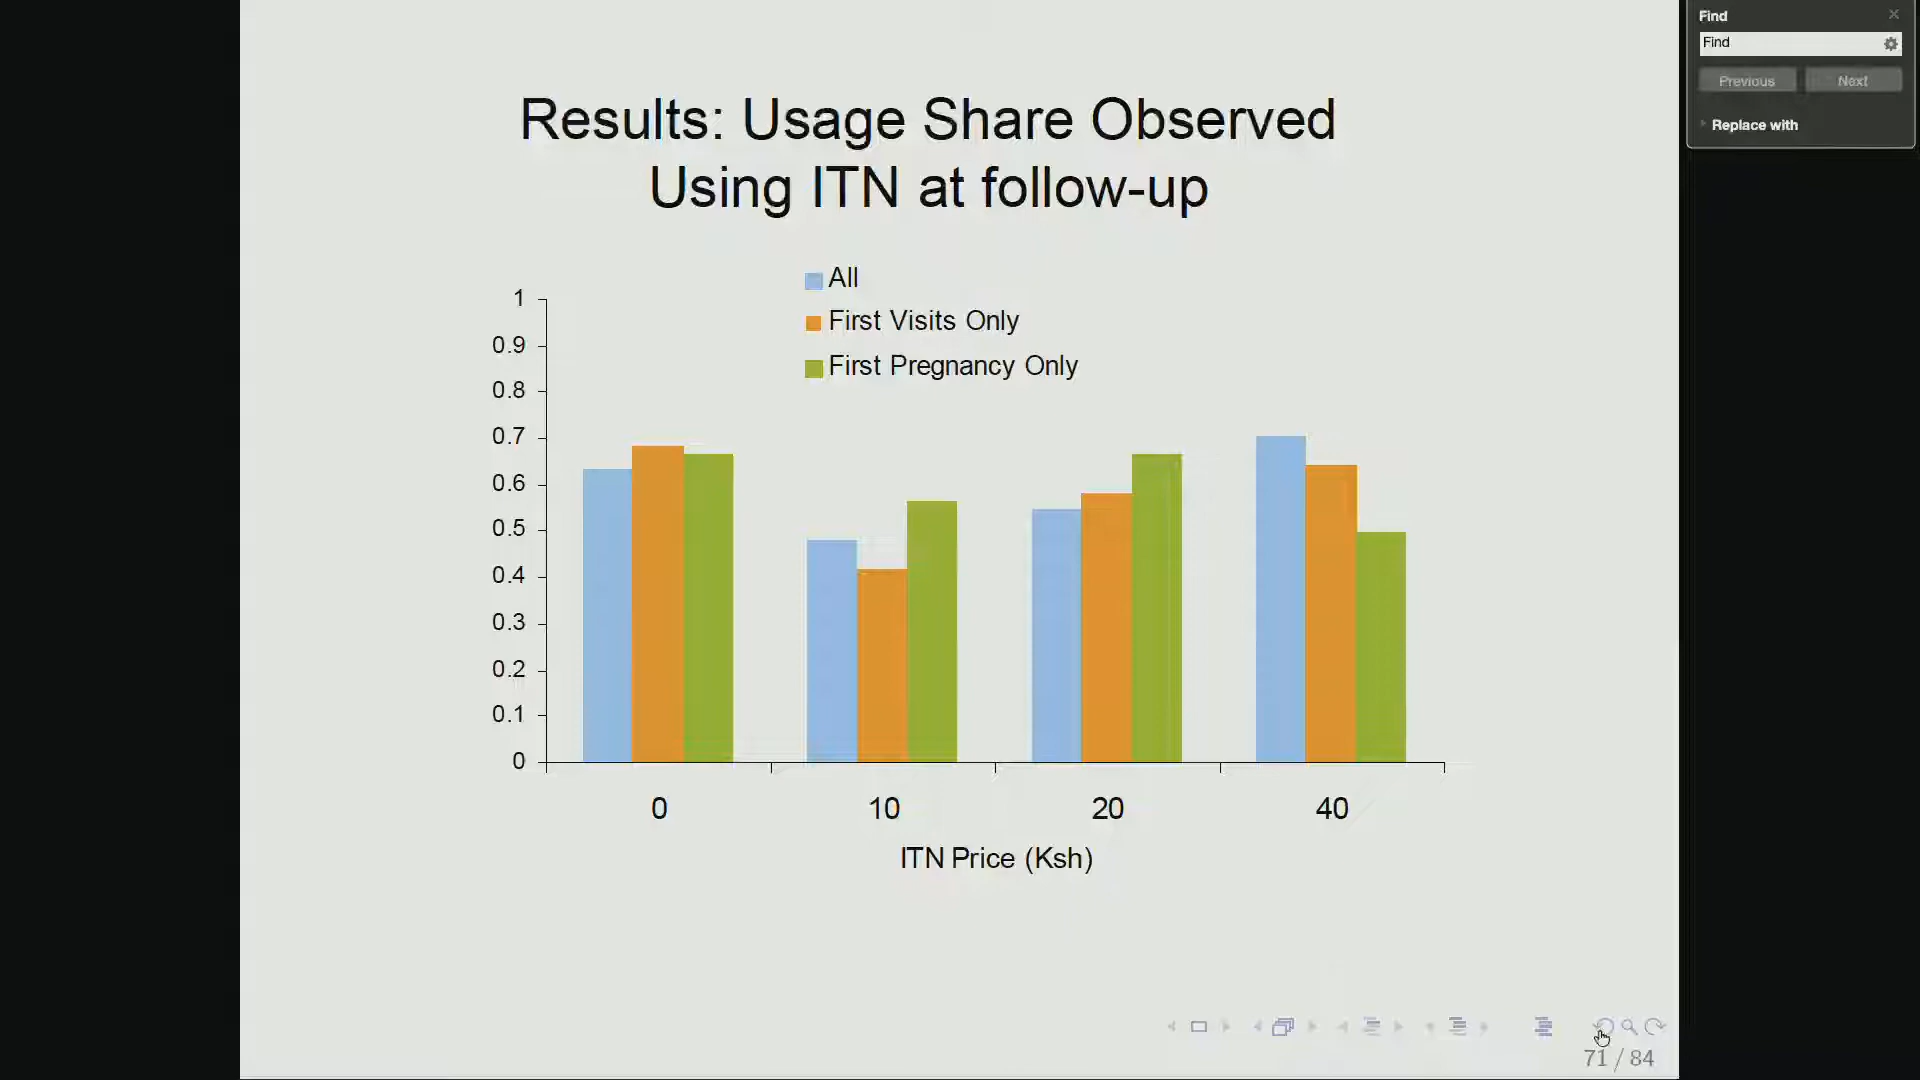 Results: Usage Share Observed
Using ITN at follow-up
All
First Visits Only
First Pregnancy Only
1
0.9
0.8
0.7
0.6
0.5
0.4
0.3
0.2
0.1
0
0 10 20 40
ITN Price (Ksh)
71 / 84
Find
Find
Previous Next
Replace with